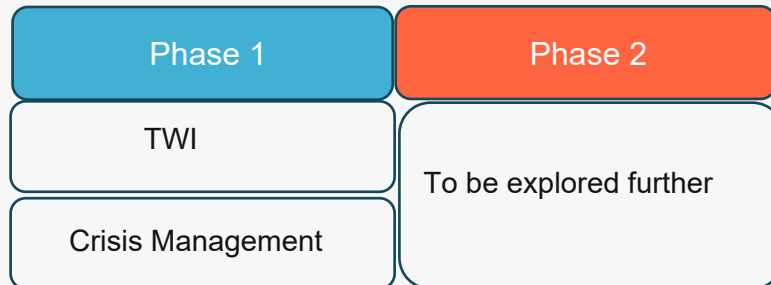 Phase 1
Phase 2
TWI
Crisis Management
To be explored further